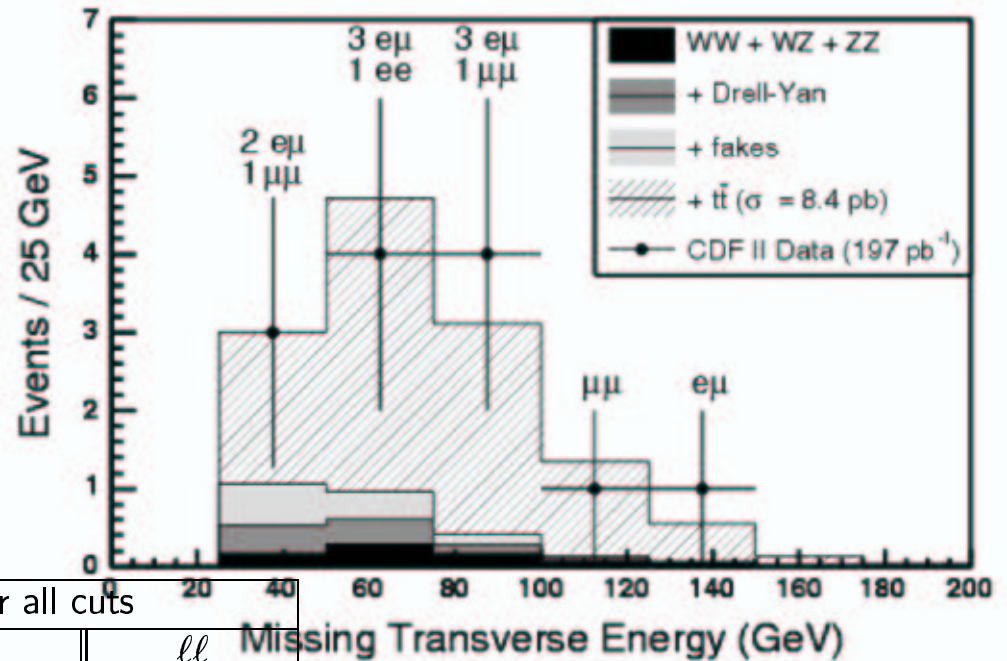 7
6
5
4
3
2
1
0
Events / 25 GeV
2 eμ
1 μμ
3 eμ
1 ee
3 eμ
1 μμ
μμ
eμ
WW + WZ + ZZ
+ Drell-Yan
+ fakes
+ tt̄ (σ = 8.4 pb)
CDF II Data (197 pb⁻¹)
0 20 40 60 80 100 120 140 160 180 200
Missing Transverse Energy (GeV)
all cuts
ℓℓ